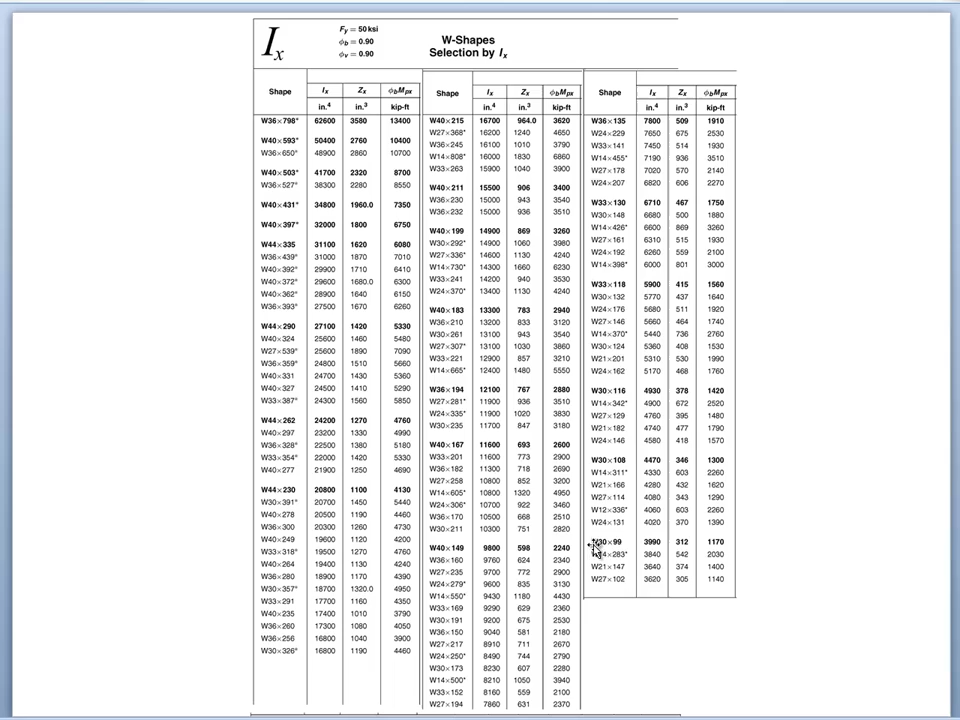 Ix
Fy = 50 ksi
ϕb = 0.90
ϕv = 0.90
W-Shapes
Selection by Ix
Shape Ix Zx ϕbMpx
in.4 in.3 kip-ft
W36×798* 62600 3580 13400
W40×593* 50400 2760 10400
W36×650* 48900 2860 10700
W40×503* 41700 2320 8700
W36×527* 38300 2280 8550
W40×431* 34800 1960.0 7350
W40×397* 32000 1800 6750
W44×335 31100 1620 6080
W36×439* 31000 1870 7010
W40×392* 29900 1710 6410
W40×372* 29600 1680.0 6300
W40×362* 28900 1640 6150
W36×393* 27500 1670 6260
W44×290 27100 1420 5330
W40×324 25600 1460 5480
W27×539* 25600 1890 7090
W36×359* 24800 1510 5660
W40×331 24700 1430 5360
W40×327 24500 1410 5290
W33×387* 24300 1560 5850
W44×262 24200 1270 4760
W40×297 23200 1330 4990
W36×328* 22500 1380 5180
W33×354* 22000 1420 5330
W40×277 21900 1250 4690
W44×230 20800 1100 4130
W30×391* 20700 1450 5440
W40×278 20500 1190 4460
W36×300 20300 1260 4730
W40×249 19600 1120 4200
W33×318* 19500 1270 4760
W40×264 19400 1130 4240
W36×280 18900 1170 4390
W30×357* 18700 1320.0 4950
W33×291 17700 1160 4350
W40×235 17400 1010 3790
W36×260 17300 1080 4050
W36×256 16800 1040 3900
W30×326* 16800 1190 4460
Shape Ix Zx ϕbMpx
in.4 in.3 kip-ft
W40×215 16700 964.0 3620
W27×368* 16200 1240 4650
W36×245 16100 1010 3790
W14×808* 16000 1830 6860
W33×263 15900 1040 3900
W40×211 15500 906 3400
W36×230 15000 943 3540
W36×232 15000 936 3510
W40×199 14900 869 3260
W30×292* 14900 1060 3980
W27×336* 14600 1130 4240
W14×730* 14300 1660 6230
W33×241 14200 940 3530
W24×370* 13400 1130 4240
W40×183 13300 783 2940
W36×210 13200 833 3120
W30×261 13100 943 3540
W27×307* 13100 1030 3860
W33×221 12900 857 3210
W14×665* 12400 1480 5550
W36×194 12100 767 2880
W27×281* 11900 936 3510
W24×335* 11900 1020 3830
W30×235 11700 847 3180
W40×167 11600 693 2600
W33×201 11600 773 2900
W36×182 11300 718 2690
W27×258 10800 852 3200
W14×605* 10800 1320 4950
W24×306* 10700 922 3460
W36×170 10500 668 2510
W30×211 10300 751 2820
W40×149 9800 598 2240
W36×160 9760 624 2340
W27×235 9700 772 2900
W24×279* 9600 835 3130
W14×550* 9430 1180 4430
W33×169 9290 629 2360
W30×191 9200 675 2530
W36×150 9040 581 2180
W27×217 8910 711 2670
W24×250* 8490 744 2790
W30×173 8230 607 2280
W14×500* 8210 1050 3940
W33×152 8160 559 2100
W27×194 7860 631 2370
Shape Ix Zx ϕbMpx
in.4 in.3 kip-ft
W36×135 7800 509 1910
W24×229 7650 675 2530
W33×141 7450 514 1930
W14×455* 7190 936 3510
W27×178 7020 570 2140
W24×207 6820 606 2270
W33×130 6710 467 1750
W30×148 6680 500 1880
W14×426* 6600 869 3260
W27×161 6310 515 1930
W24×192 6260 559 2100
W14×398* 6000 801 3000
W33×118 5900 415 1560
W30×132 5770 437 1640
W24×176 5680 511 1920
W27×146 5660 464 1740
W14×370* 5440 736 2760
W30×124 5360 408 1530
W21×201 5310 530 1990
W24×162 5170 468 1760
W30×116 4930 378 1420
W14×342* 4900 672 2520
W27×129 4760 395 1480
W21×182 4740 477 1790
W24×146 4580 418 1570
W30×108 4470 346 1300
W14×311* 4330 603 2260
W21×166 4280 432 1620
W27×114 4080 343 1290
W12×336* 4060 603 2260
W24×131 4020 370 1390
W30×99 3990 312 1170
W14×283* 3840 542 2030
W21×147 3640 374 1400
W27×102 3620 305 1140